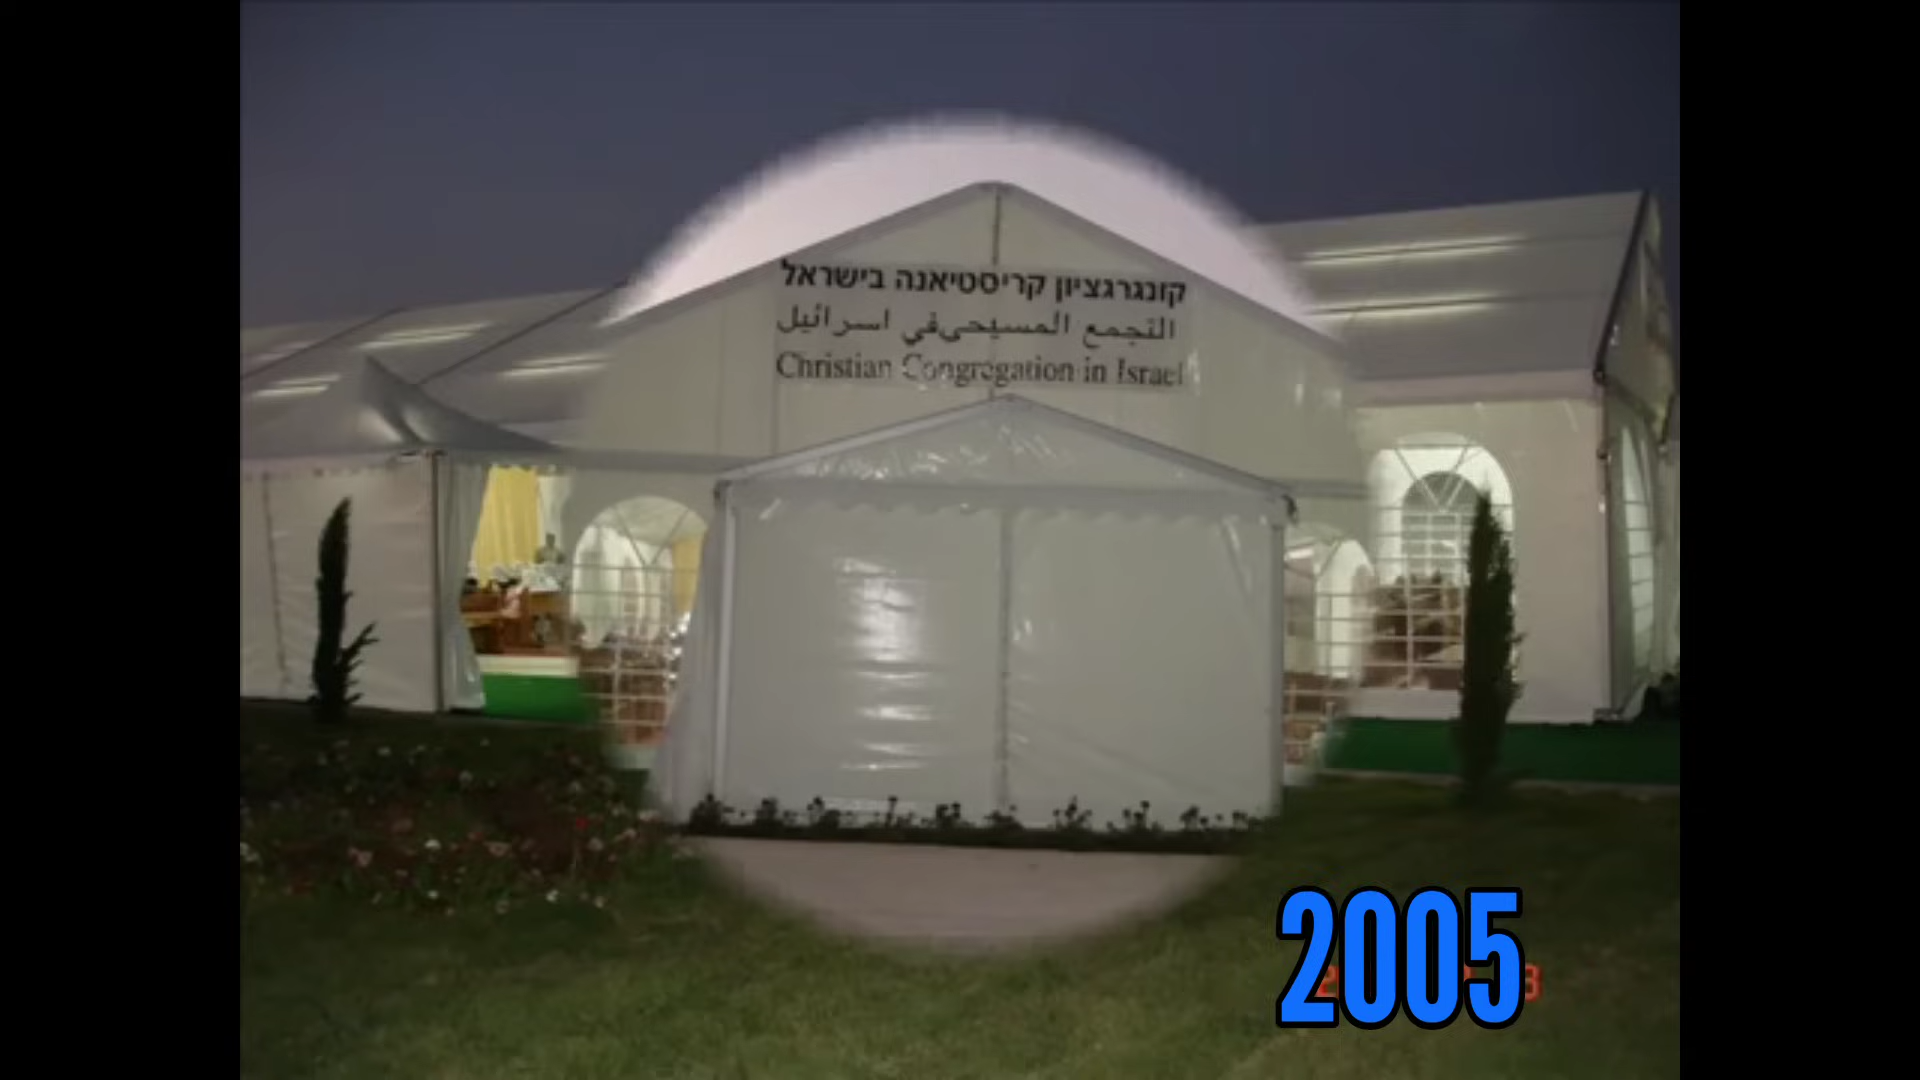 קונגרגציון קריסטיאנה בישראל
التجمع المسيحي في اسرائيل
Christian Congregation in Israel
2005